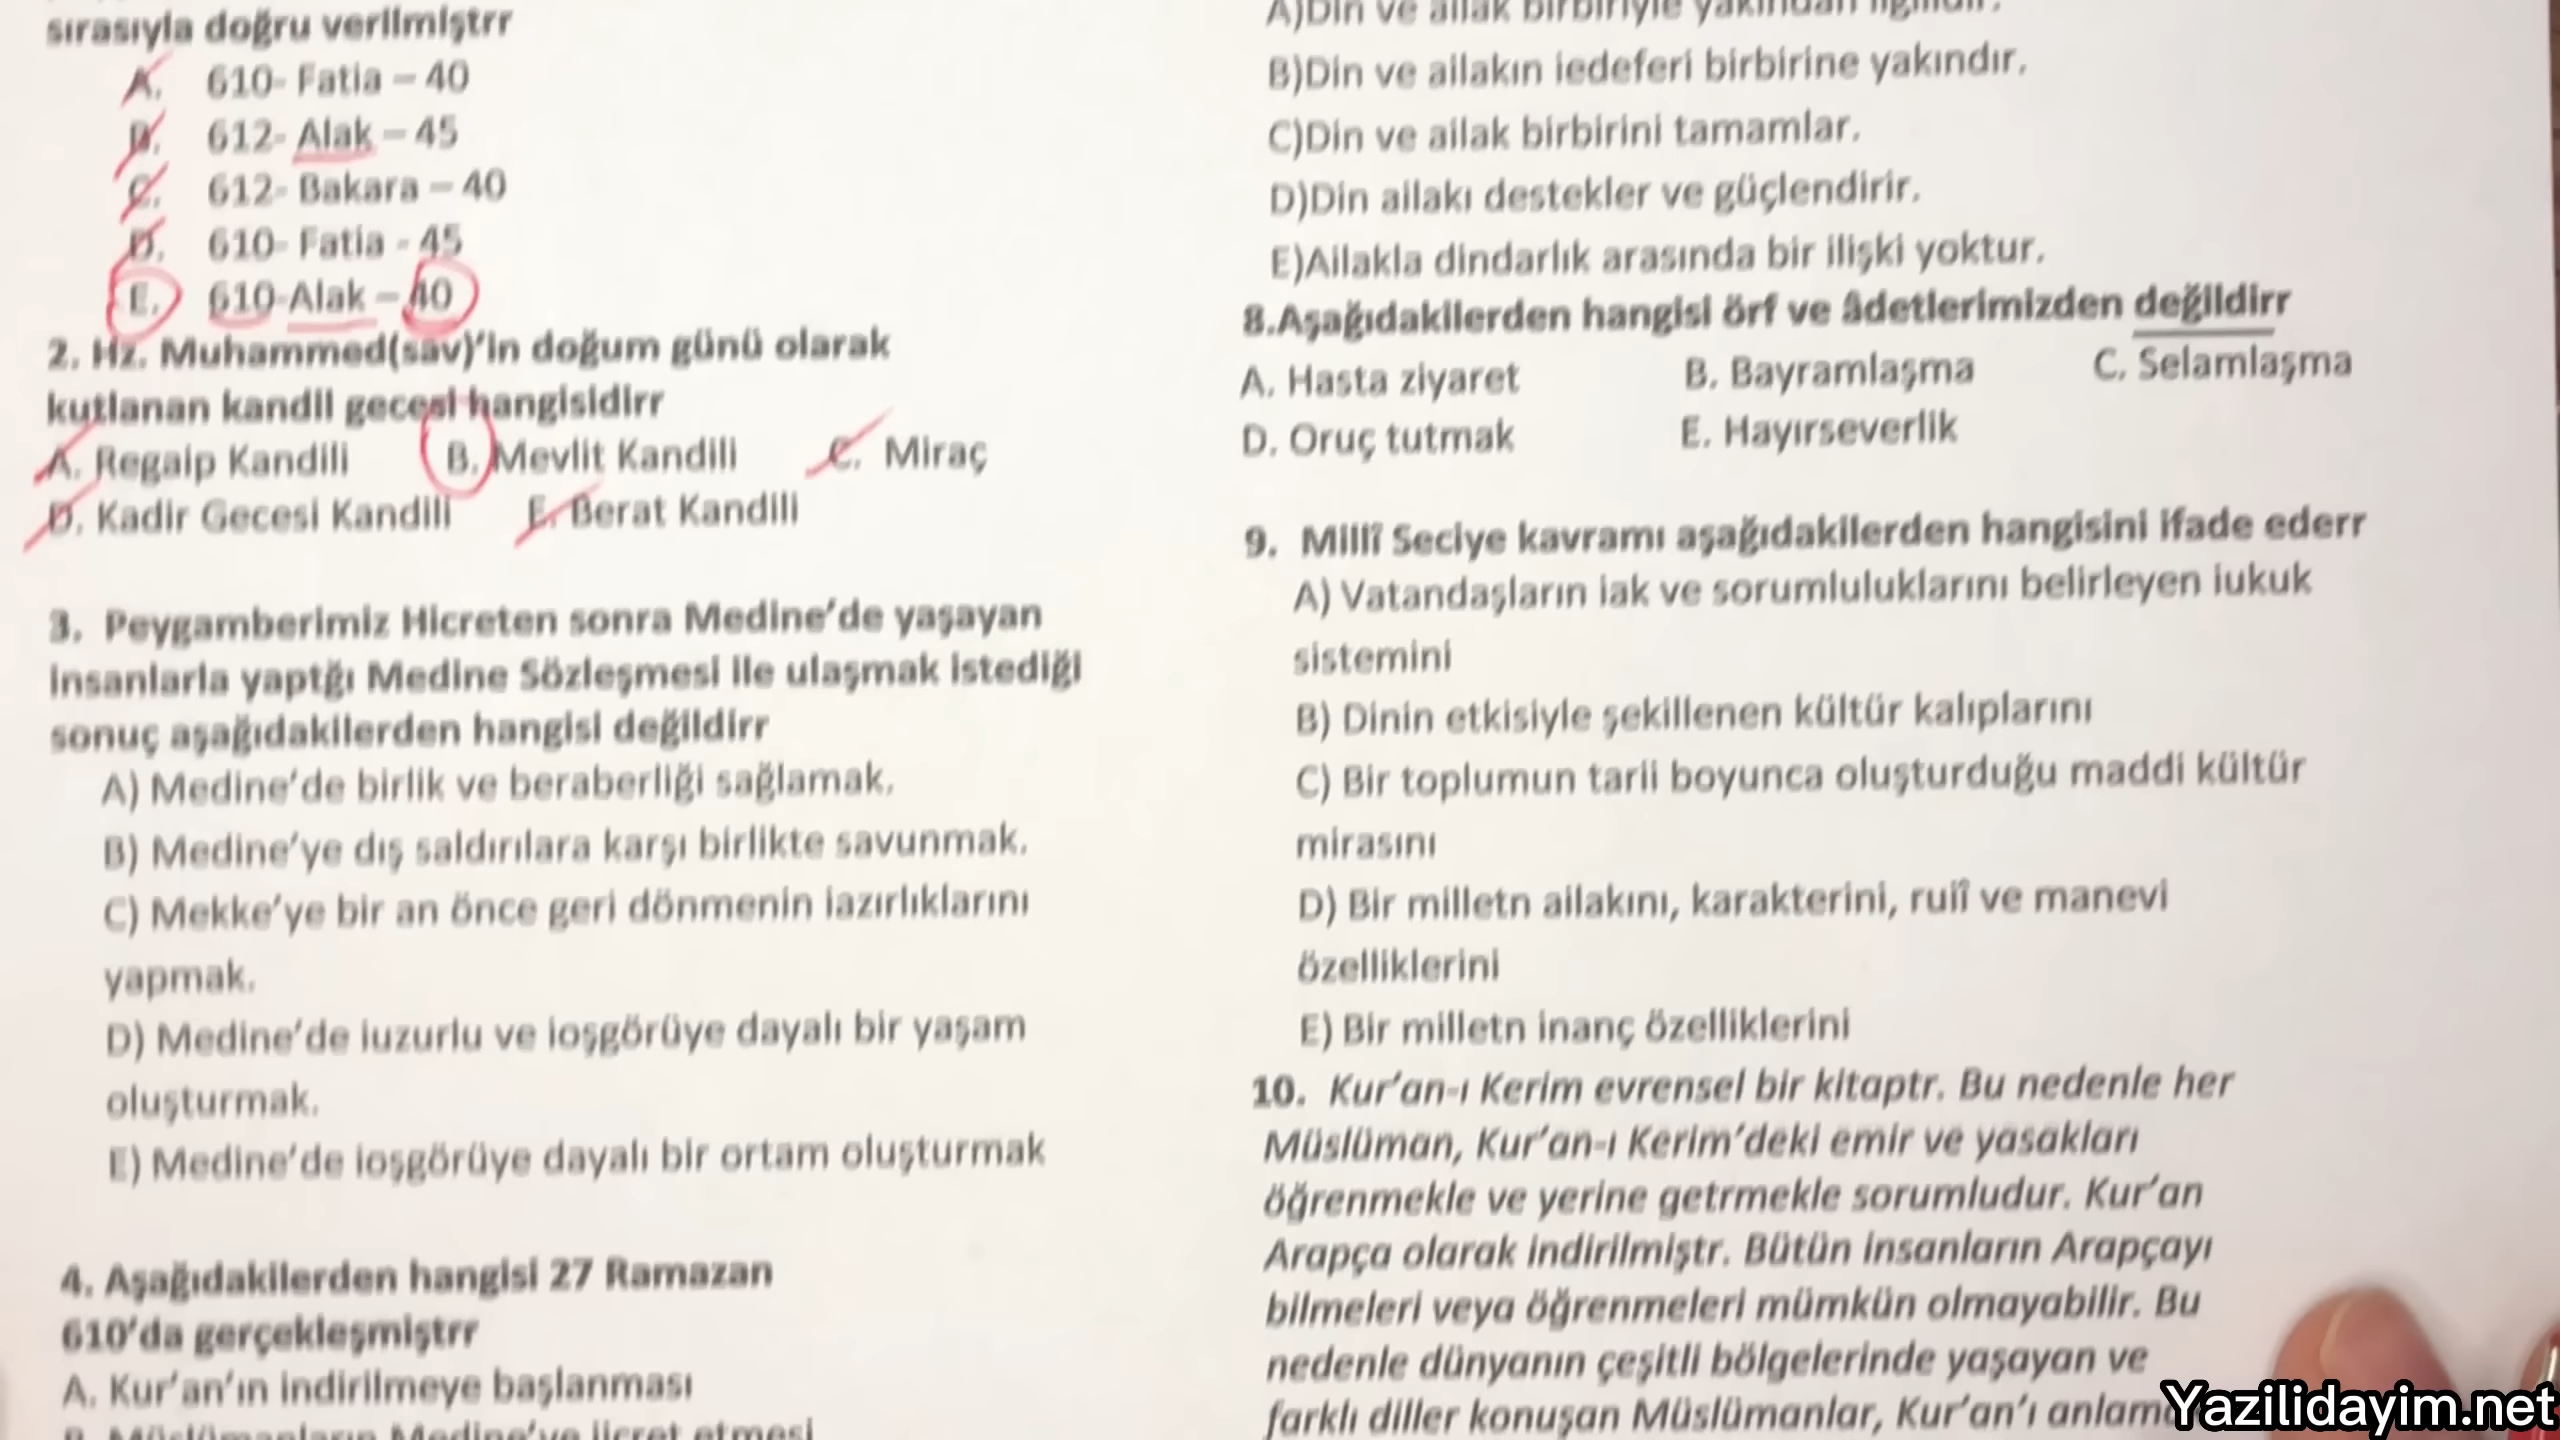 sırasıyla doğru verilmiştrr
A. 610- Fatia – 40
B. 612- Alak – 45
C. 612- Bakara – 40
D. 610- Fatia - 45
E. 610-Alak – 40
2. Hz. Muhammed(sav)'in doğum günü olarak
kutlanan kandil gecesi hangisidirr
A. Regaip Kandili B. Mevlit Kandili C. Miraç
D. Kadir Gecesi Kandili E. Berat Kandili
3. Peygamberimiz Hicreten sonra Medine'de yaşayan
insanlarla yaptğı Medine Sözleşmesi ile ulaşmak istediği
sonuç aşağıdakilerden hangisi değildirr
A) Medine'de birlik ve beraberliği sağlamak.
B) Medine'ye dış saldırılara karşı birlikte savunmak.
C) Mekke'ye bir an önce geri dönmenin iazırlıklarını
yapmak.
D) Medine'de iuzurlu ve ioşgörüye dayalı bir yaşam
oluşturmak.
E) Medine'de ioşgörüye dayalı bir ortam oluşturmak
4. Aşağıdakilerden hangisi 27 Ramazan
610'da gerçekleşmiştrr
A. Kur'an'ın indirilmeye başlanması
B. Müslümanların Medine'ye iicret etmesi
A)Din ve ailak birbiriyle yakından ilgilidir.
B)Din ve ailakın iedeferi birbirine yakındır.
C)Din ve ailak birbirini tamamlar.
D)Din ailakı destekler ve güçlendirir.
E)Ailakla dindarlık arasında bir ilişki yoktur.
8.Aşağıdakilerden hangisi örf ve âdetlerimizden değildirr
A. Hasta ziyaret B. Bayramlaşma C. Selamlaşma
D. Oruç tutmak E. Hayırseverlik
9. Millî Seciye kavramı aşağıdakilerden hangisini ifade ederr
A) Vatandaşların iak ve sorumluluklarını belirleyen iukuk
sistemini
B) Dinin etkisiyle şekillenen kültür kalıplarını
C) Bir toplumun tarii boyunca oluşturduğu maddi kültür
mirasını
D) Bir milletn ailakını, karakterini, ruiî ve manevi
özelliklerini
E) Bir milletn inanç özelliklerini
10. Kur'an-ı Kerim evrensel bir kitaptr. Bu nedenle her
Müslüman, Kur'an-ı Kerim'deki emir ve yasakları
öğrenmekle ve yerine getrmekle sorumludur. Kur'an
Arapça olarak indirilmiştr. Bütün insanların Arapçayı
bilmeleri veya öğrenmeleri mümkün olmayabilir. Bu
nedenle dünyanın çeşitli bölgelerinde yaşayan ve
farklı diller konuşan Müslümanlar, Kur'an'ı
Yazilidayim.net